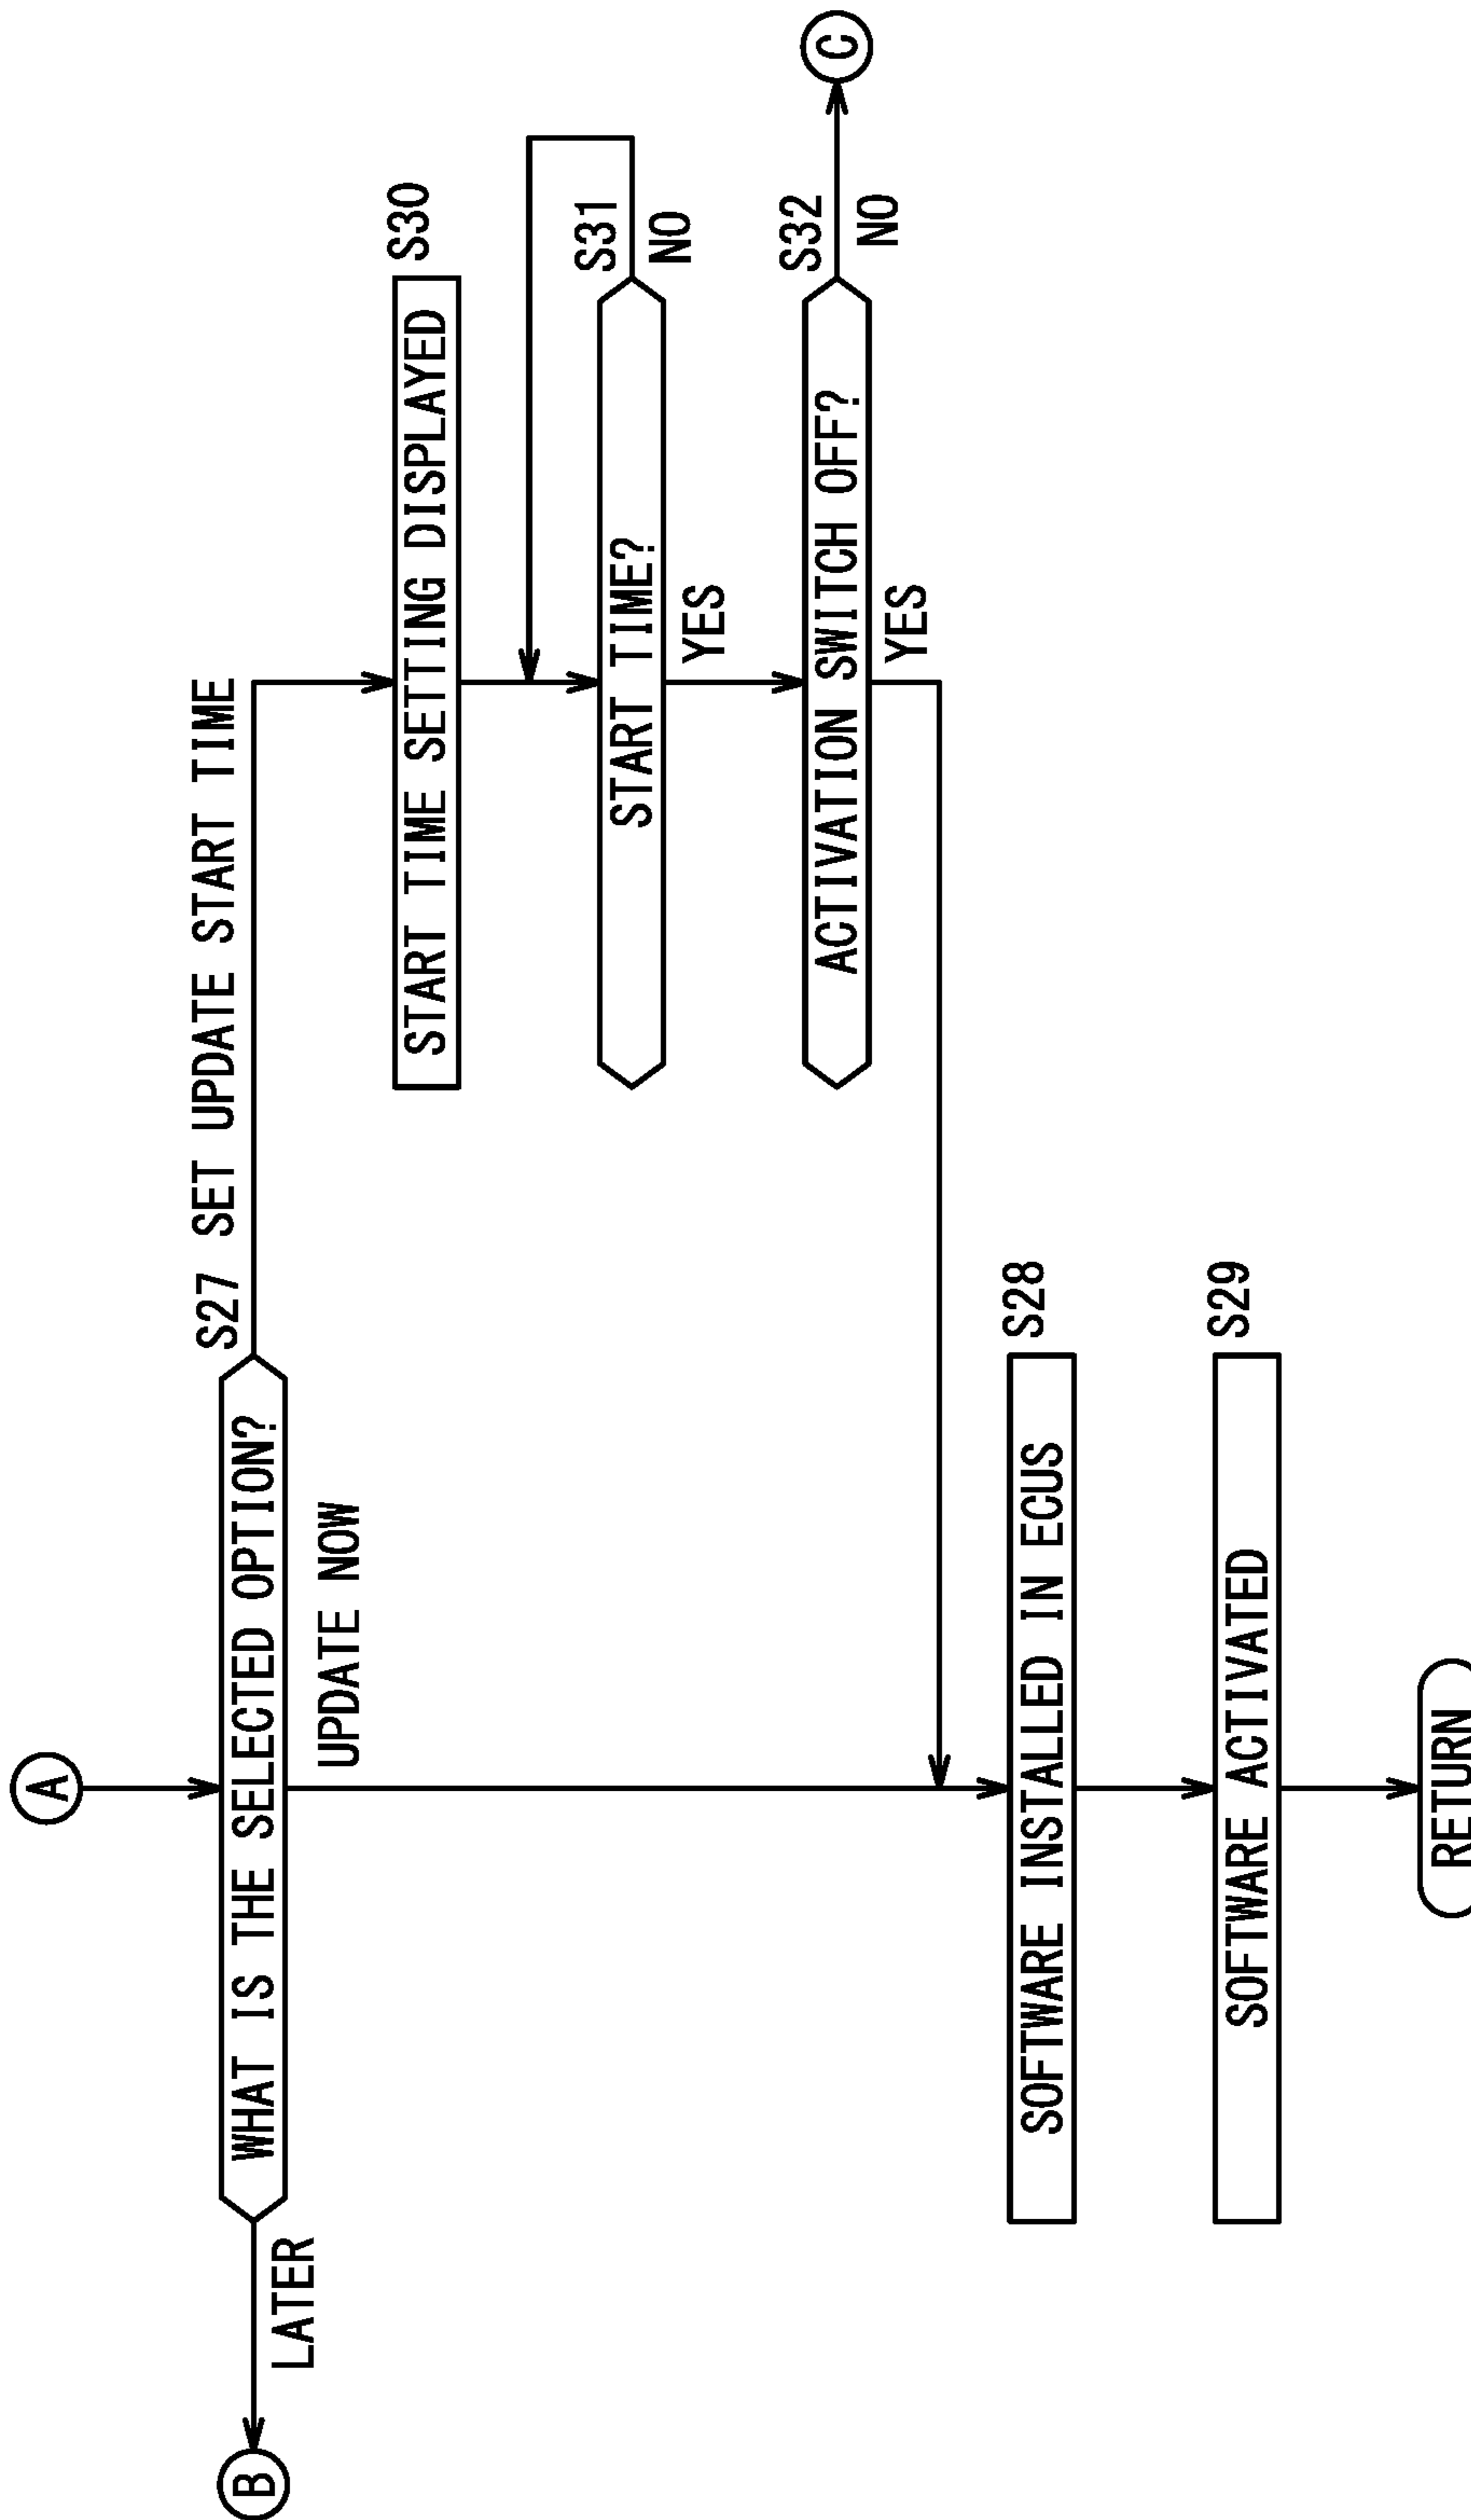 A
S27
SET UPDATE START TIME
WHAT IS THE SELECTED OPTION?
LATER
B
UPDATE NOW
S30
START TIME SETTING DISPLAYED
S31
START TIME?
NO
YES
S32
ACTIVATION SWITCH OFF?
NO
C
YES
S28
SOFTWARE INSTALLED IN ECUS
S29
SOFTWARE ACTIVATED
RETURN